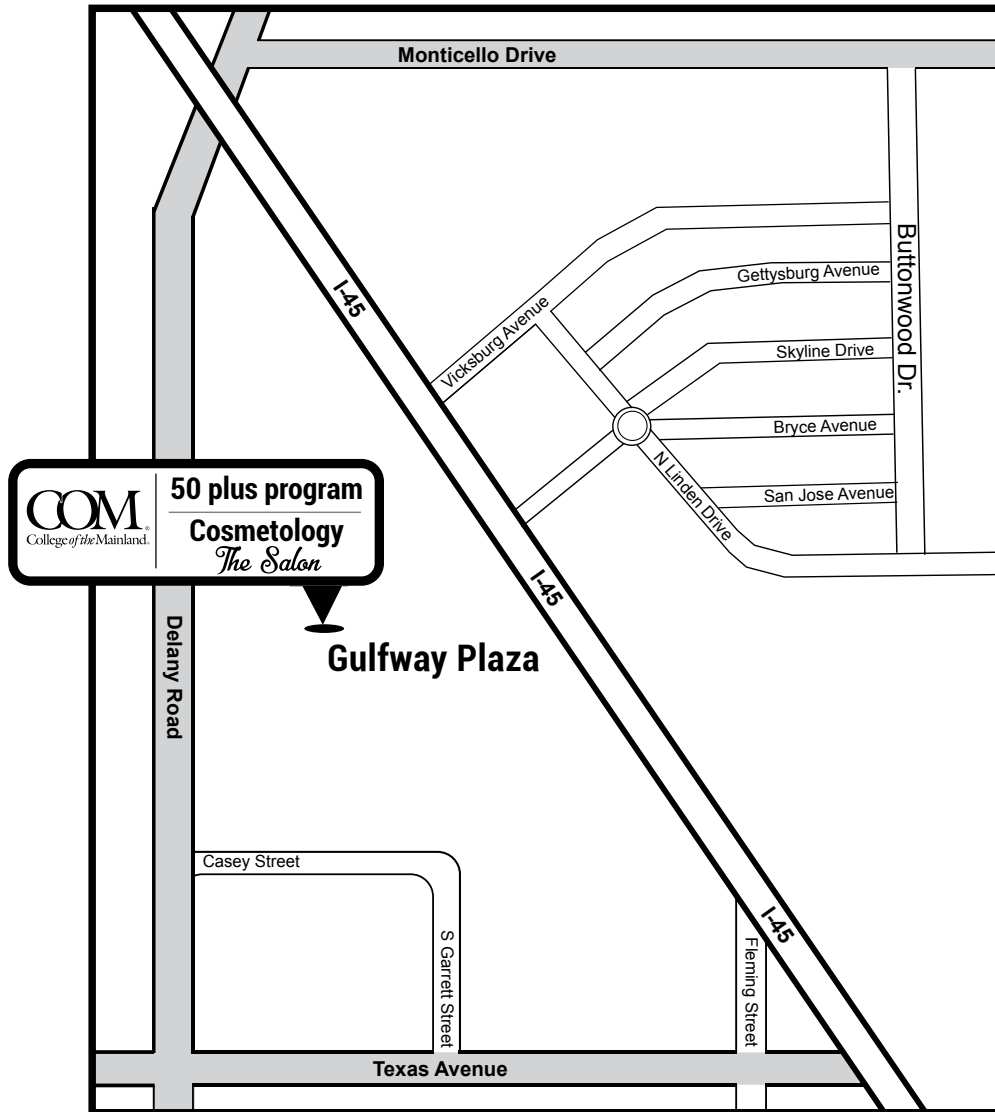 Monticello Drive
I-45
Buttonwood Dr.
Gettysburg Avenue
Vicksburg Avenue
Skyline Drive
Bryce Avenue
N Linden Drive
San Jose Avenue
COM®
College of the Mainland®
50 plus program
Cosmetology
The Salon
I-45
Delany Road
Gulfway Plaza
Casey Street
S Garrett Street
Fleming Street
I-45
Texas Avenue